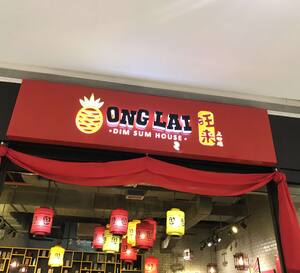 ONG LAI
• DIM SUM HOUSE •
旺来